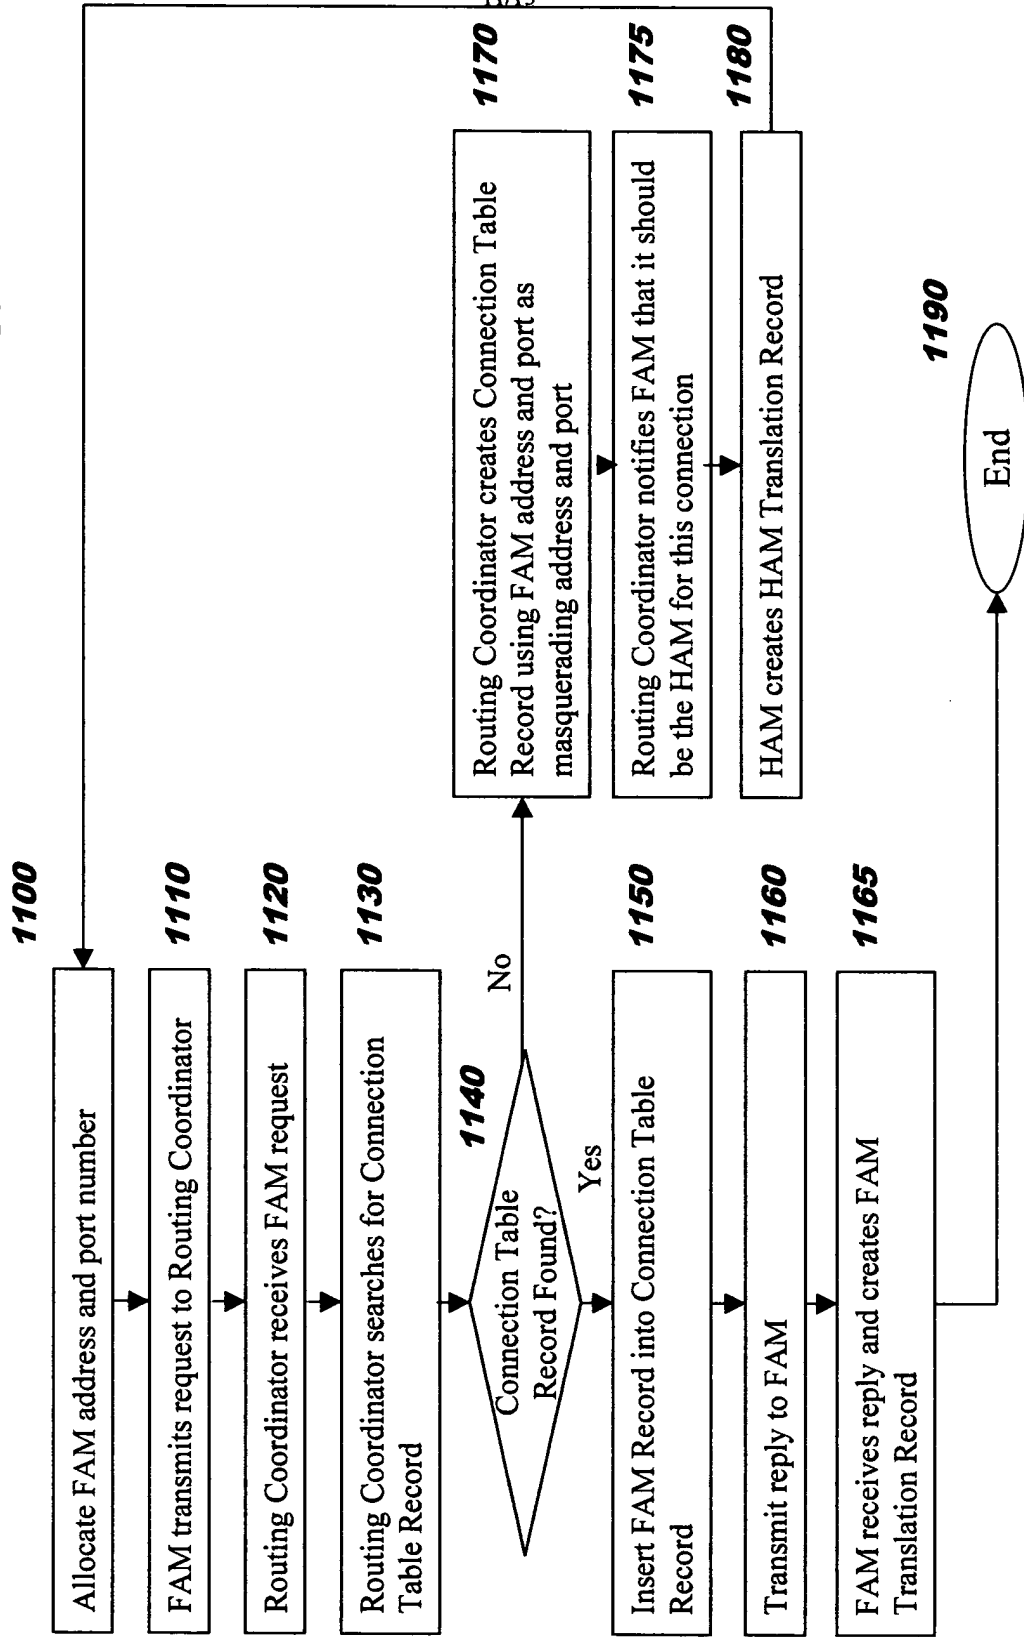 1100
Allocate FAM address and port number
1110
FAM transmits request to Routing Coordinator
1120
Routing Coordinator receives FAM request
1130
Routing Coordinator searches for Connection
Table Record
1140
Connection Table
Record Found?
No
Yes
1150
Insert FAM Record into Connection Table
Record
1160
Transmit reply to FAM
1165
FAM receives reply and creates FAM
Translation Record
1170
Routing Coordinator creates Connection Table
Record using FAM address and port as
masquerading address and port
1175
Routing Coordinator notifies FAM that it should
be the HAM for this connection
1180
HAM creates HAM Translation Record
1190
End